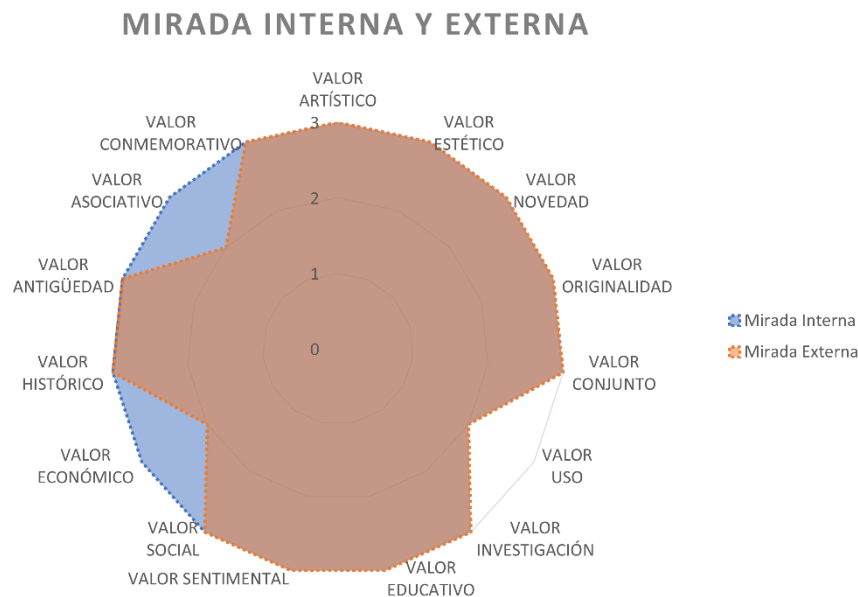 MIRADA INTERNA Y EXTERNA
VALOR
ARTÍSTICO
VALOR
ESTÉTICO
VALOR
NOVEDAD
VALOR
ORIGINALIDAD
VALOR
CONJUNTO
VALOR
USO
VALOR
INVESTIGACIÓN
VALOR
EDUCATIVO
VALOR SENTIMENTAL
VALOR
SOCIAL
VALOR
ECONÓMICO
VALOR
HISTÓRICO
VALOR
ANTIGÜEDAD
VALOR
ASOCIATIVO
VALOR
CONMEMORATIVO
3
2
1
0
Mirada Interna
Mirada Externa